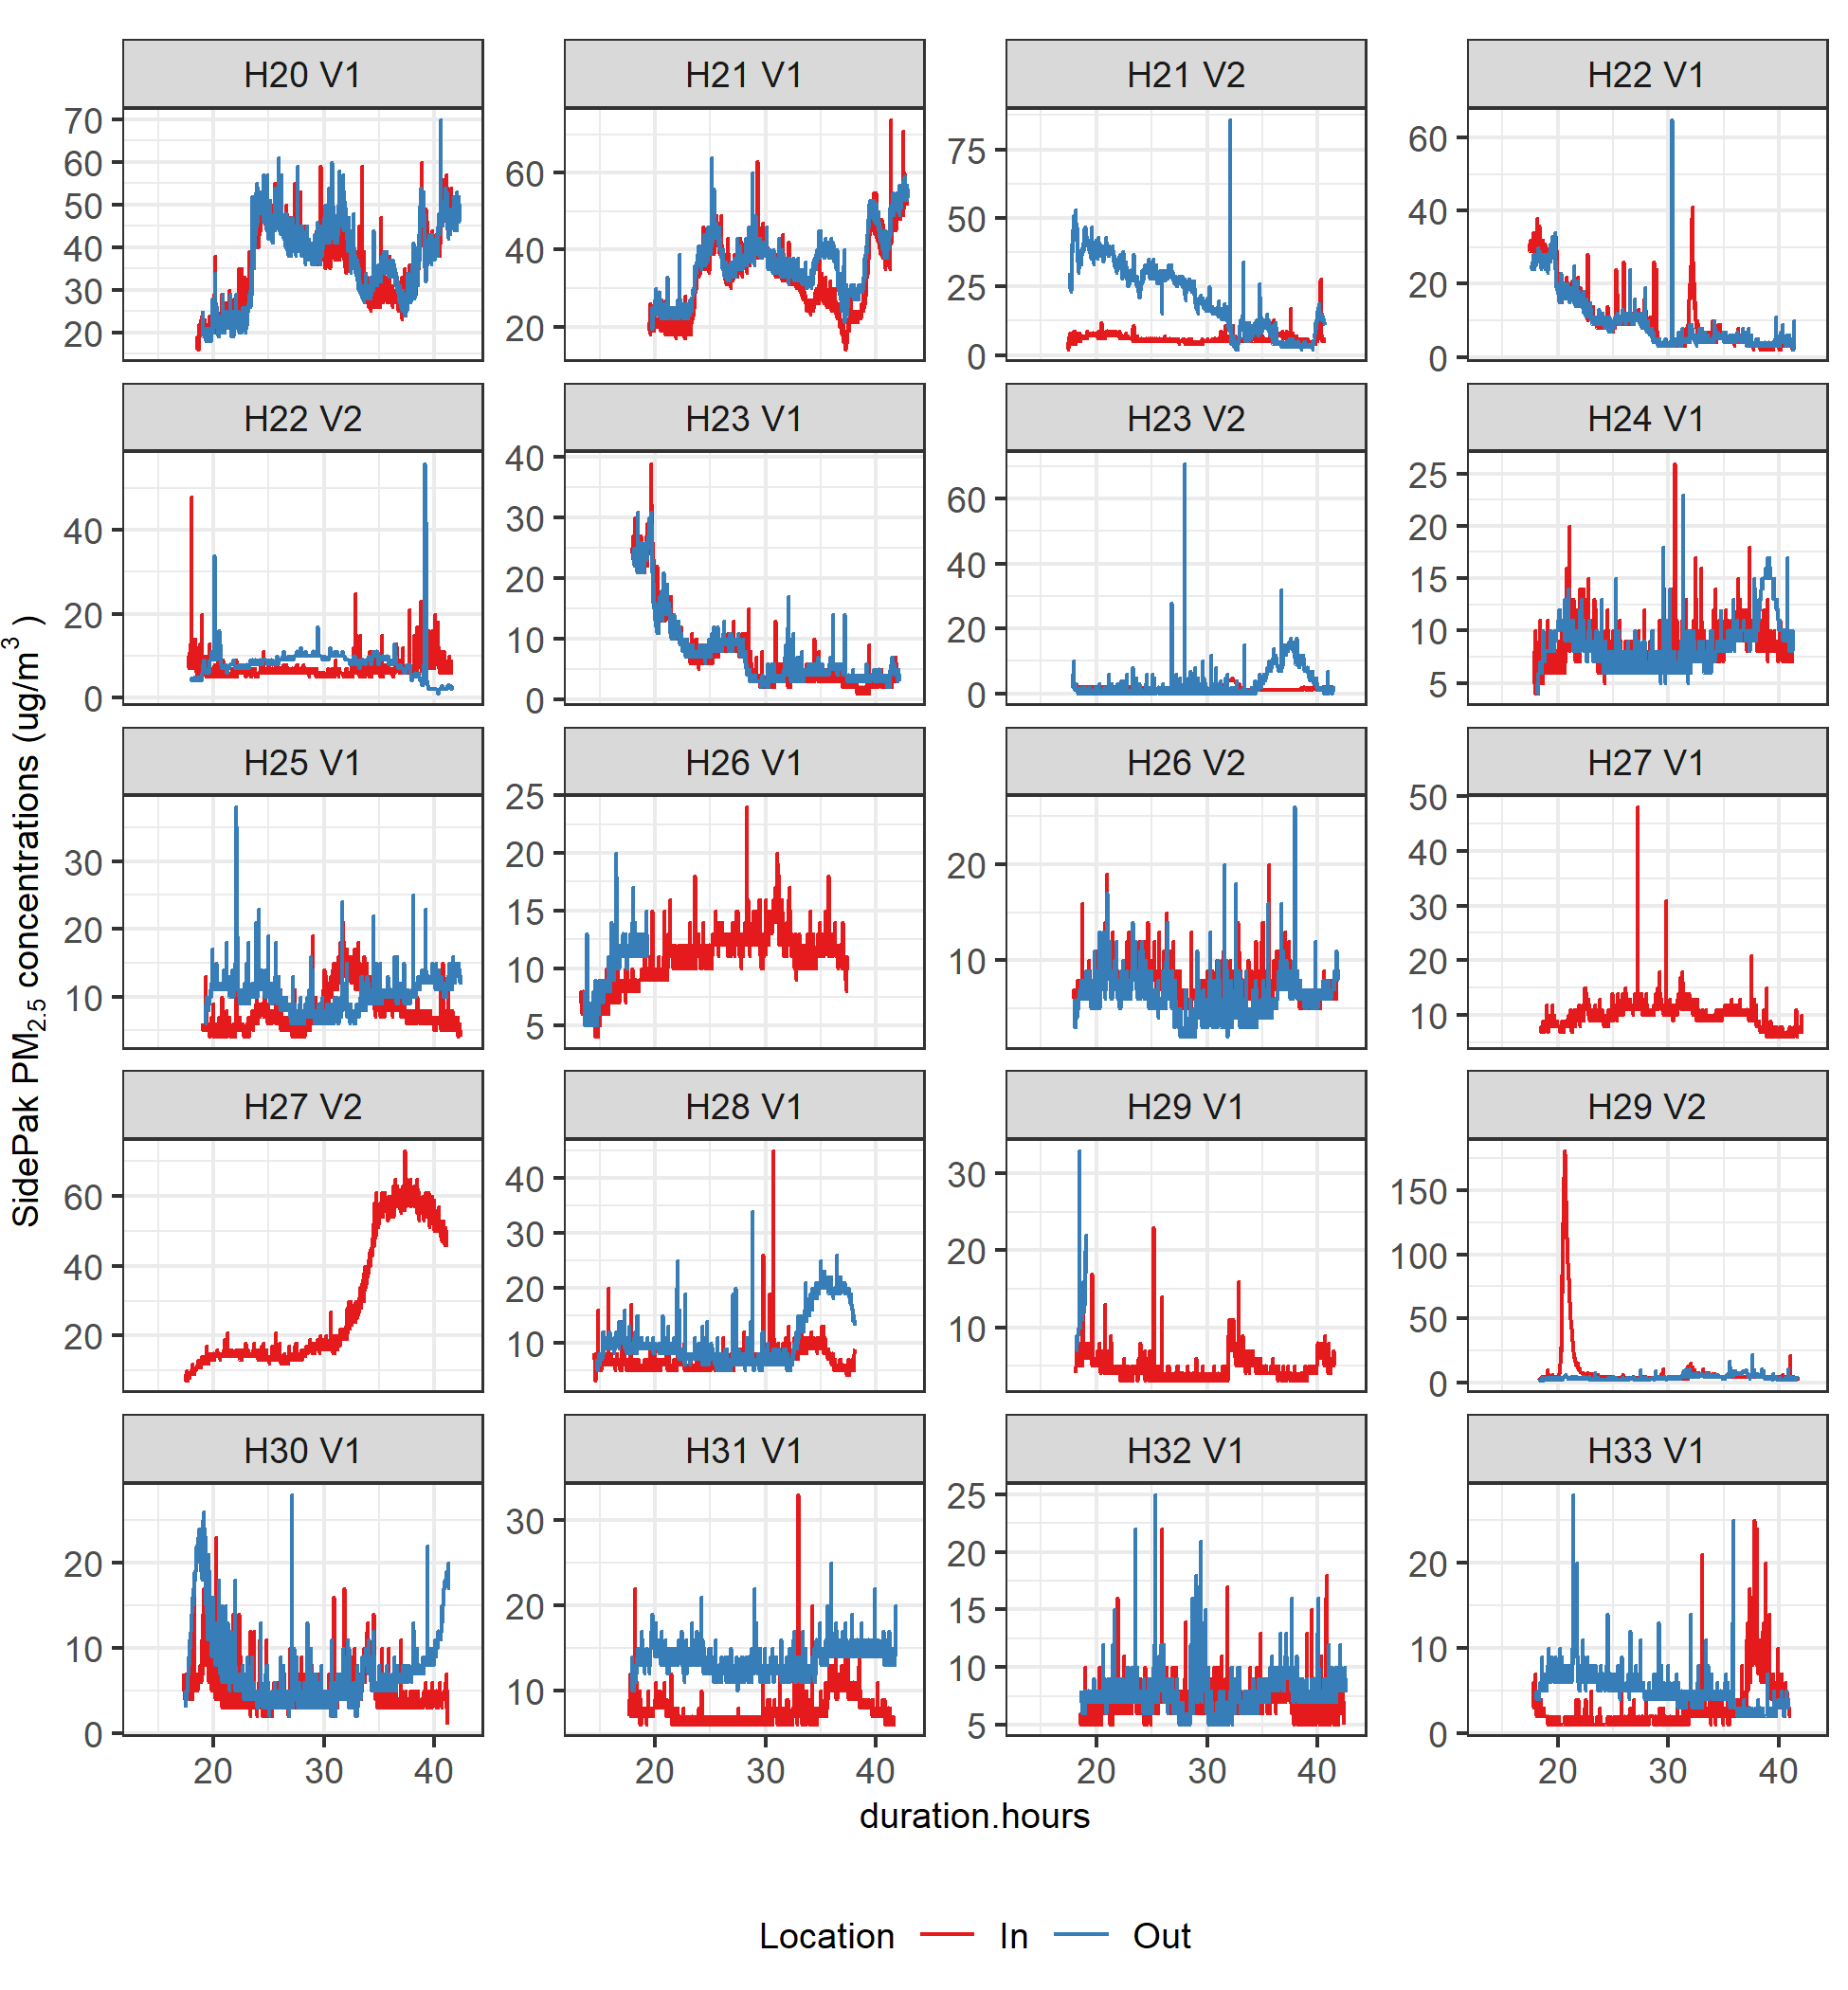 H20 V1 H21 V1 H21 V2 H22 V1
70 60 50 40 30 20
60 40 20
75 50 25 0
60 40 20 0
H22 V2 H23 V1 H23 V2 H24 V1
40 20 0
40 30 20 10 0
60 40 20 0
25 20 15 10 5
H25 V1 H26 V1 H26 V2 H27 V1
30 20 10
25 20 15 10 5
20 10
50 40 30 20 10
H27 V2 H28 V1 H29 V1 H29 V2
60 40 20
40 30 20 10
30 20 10
150 100 50 0
H30 V1 H31 V1 H32 V1 H33 V1
20 10 0
30 20 10
25 20 15 10 5
20 10 0
20 30 40 20 30 40 20 30 40 20 30 40
SidePak PM2.5 concentrations (ug/m3)
duration.hours
Location In Out